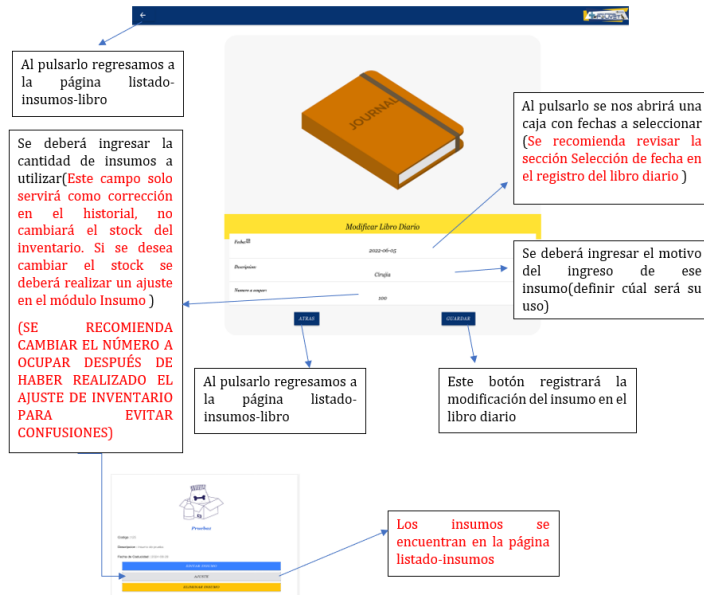 Al pulsarlo regresamos a
la página listado-
insumos-libro
Se deberá ingresar la
cantidad de insumos a
utilizar(Este campo solo
servirá como corrección
en el historial, no
cambiará el stock del
inventario. Si se desea
cambiar el stock se
deberá realizar un ajuste
en el módulo Insumo )
(SE RECOMIENDA
CAMBIAR EL NÚMERO A
OCUPAR DESPUÉS DE
HABER REALIZADO EL
AJUSTE DE INVENTARIO
PARA EVITAR
CONFUSIONES)
JOURNAL
Al pulsarlo se nos abrirá una
caja con fechas a seleccionar
(Se recomienda revisar la
sección Selección de fecha en
el registro del libro diario )
Modificar Libro Diario
Fecha
2022-06-05
Descripcion:
Cirujia
Numero a ocupar:
100
ATRAS
GUARDAR
Se deberá ingresar el motivo
del ingreso de ese
insumo(definir cúal será su
uso)
Al pulsarlo regresamos a
la página listado-
insumos-libro
Este botón registrará la
modificación del insumo en el
libro diario
Pruebas
AJUSTE
Los insumos se
encuentran en la página
listado-insumos